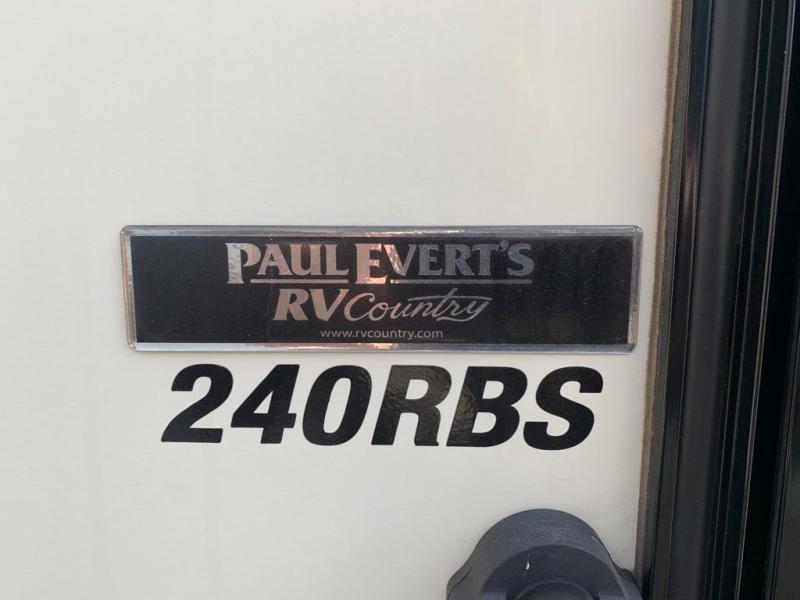 PAUL EVERT'S
RV Country
www.rvcountry.com
240RBS